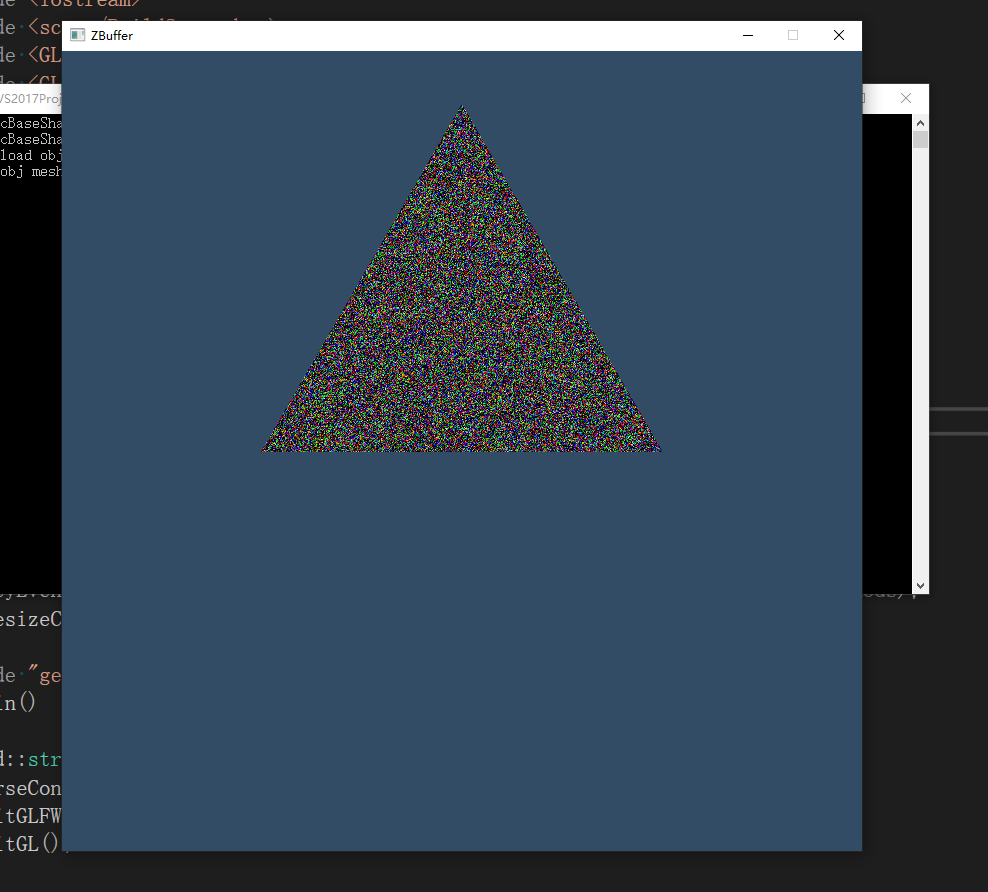 de <iostream>
de <sc
de <GL
de <GL
ZBuffer
VS2017Proj
cBaseSha
cBaseSha
load obj
obj mesh
esizeC
de "ge
in()
d::str
rseCon
itGLFW
itGL()